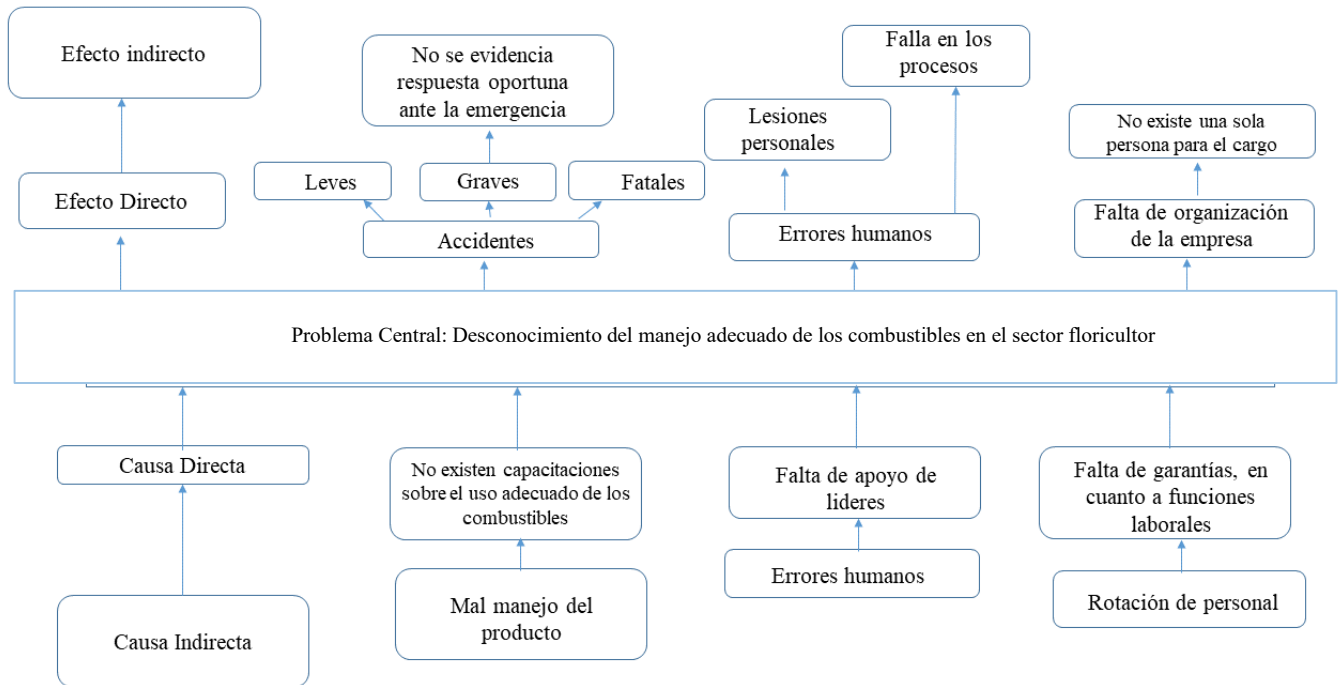 Efecto indirecto
No se evidencia
respuesta oportuna
ante la emergencia
Falla en los
procesos
Lesiones
personales
No existe una sola
persona para el cargo
Efecto Directo
Leves
Graves
Fatales
Accidentes
Errores humanos
Falta de organización
de la empresa
Problema Central: Desconocimiento del manejo adecuado de los combustibles en el sector floricultor
Causa Directa
No existen capacitaciones
sobre el uso adecuado de los
combustibles
Falta de apoyo de
lideres
Falta de garantías, en
cuanto a funciones
laborales
Causa Indirecta
Mal manejo del
producto
Errores humanos
Rotación de personal